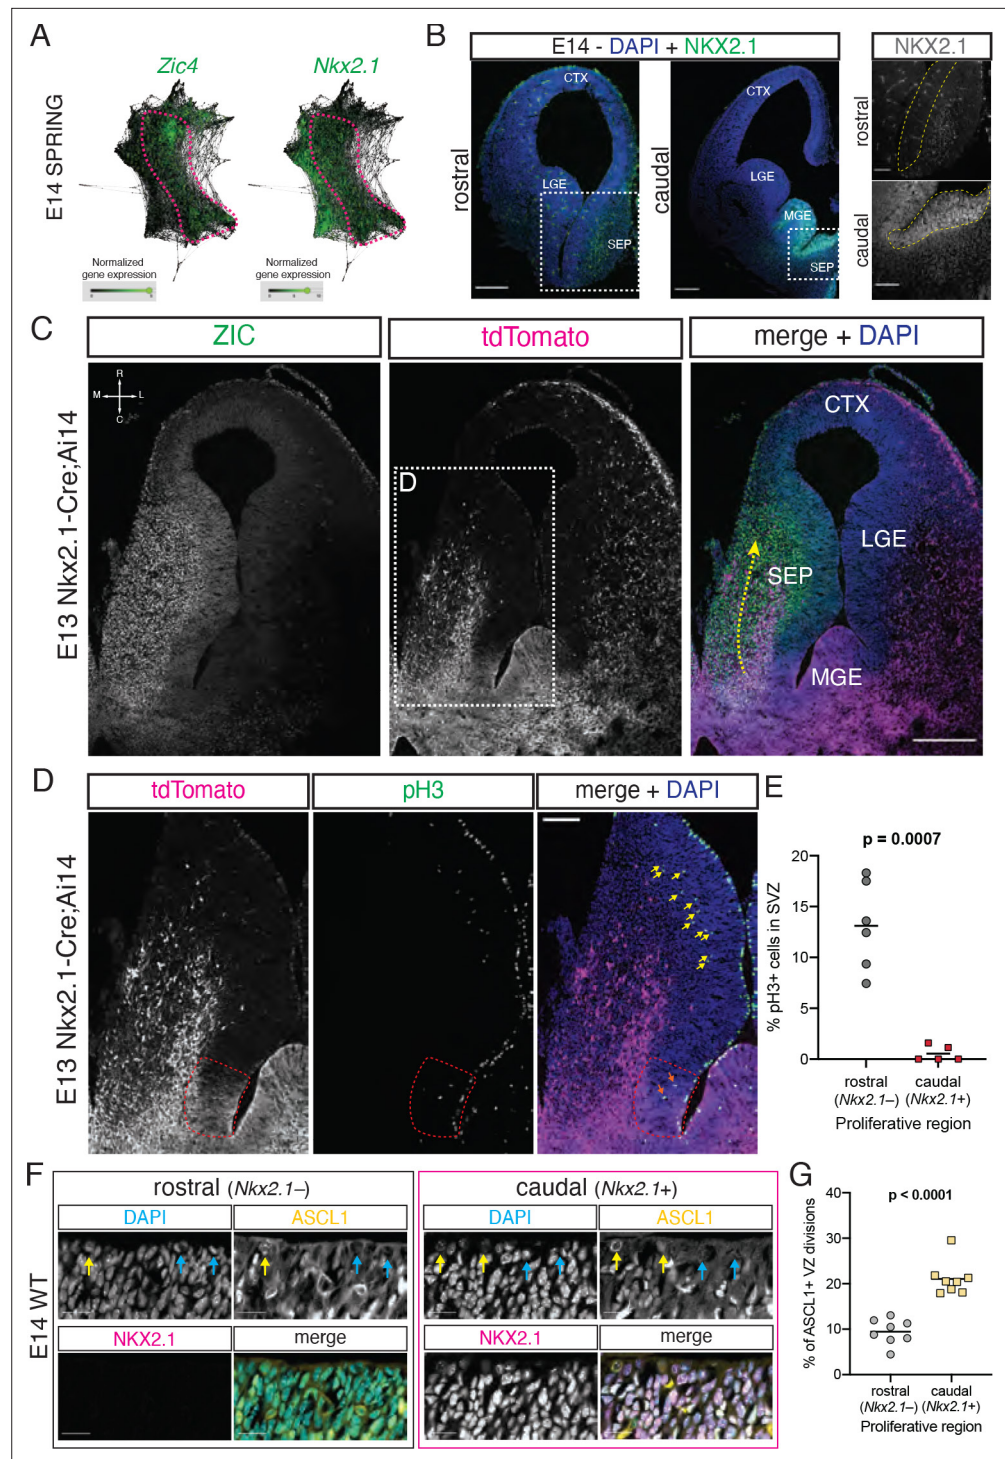 A
Zic4
Nkx2.1
E14 SPRING
Normalized
gene expression
Normalized
gene expression
B
E14 - DAPI + NKX2.1
NKX2.1
rostral
CTX
LGE
SEP
caudal
CTX
LGE
MGE
SEP
rostral
caudal
C
ZIC
tdTomato
merge + DAPI
E13 Nkx2.1-Cre;Ai14
R
M
L
C
D
CTX
LGE
SEP
MGE
D
tdTomato
pH3
merge + DAPI
E13 Nkx2.1-Cre;Ai14
E
p = 0.0007
% pH3+ cells in SVZ
20
15
10
5
0
rostral
(Nkx2.1–)
caudal
(Nkx2.1+)
Proliferative region
F
E14 WT
rostral (Nkx2.1–)
DAPI
ASCL1
NKX2.1
merge
caudal (Nkx2.1+)
DAPI
ASCL1
NKX2.1
merge
G
p < 0.0001
% of ASCL1+ VZ divisions
40
30
20
10
0
rostral
(Nkx2.1–)
caudal
(Nkx2.1+)
Proliferative region